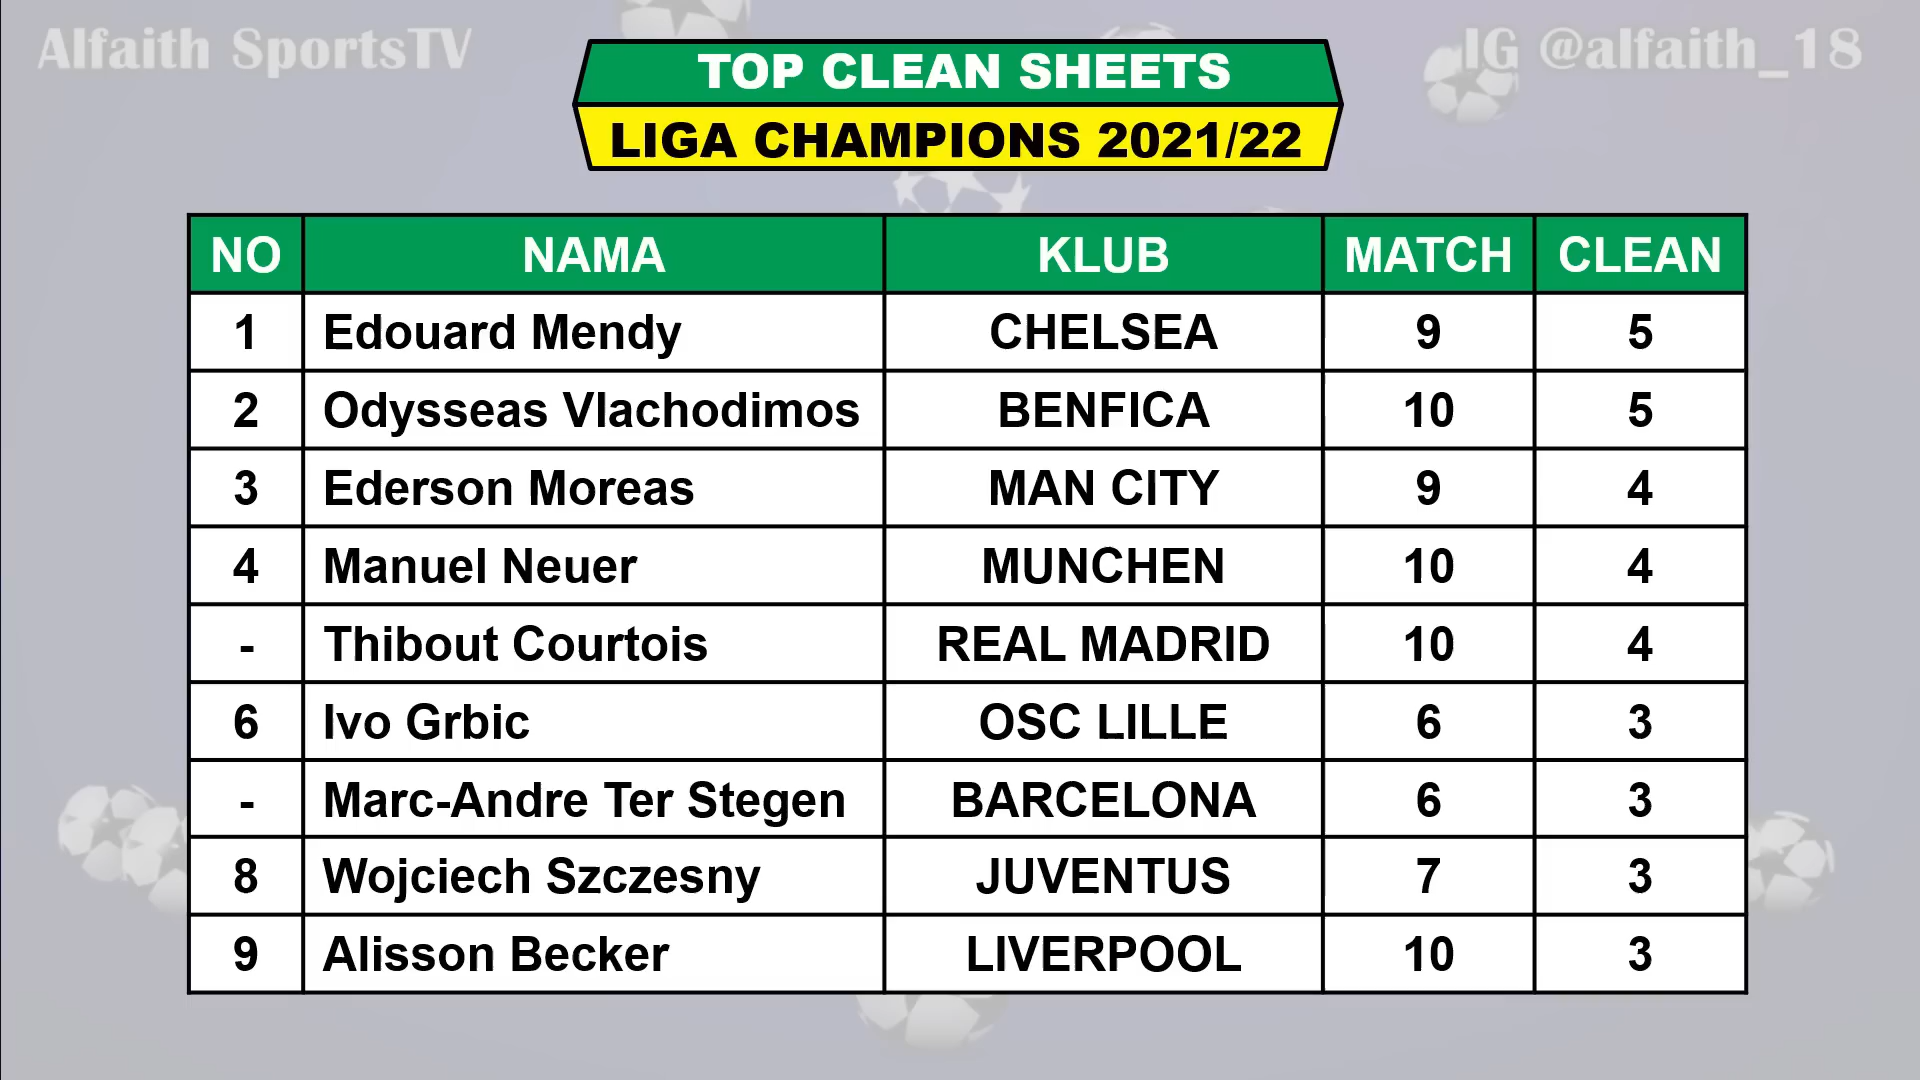 Alfaith SportsTV
IG @alfaith_18
TOP CLEAN SHEETS
LIGA CHAMPIONS 2021/22
NO NAMA KLUB MATCH CLEAN
1 Edouard Mendy CHELSEA 9 5
2 Odysseas Vlachodimos BENFICA 10 5
3 Ederson Moreas MAN CITY 9 4
4 Manuel Neuer MUNCHEN 10 4
- Thibout Courtois REAL MADRID 10 4
6 Ivo Grbic OSC LILLE 6 3
- Marc-Andre Ter Stegen BARCELONA 6 3
8 Wojciech Szczesny JUVENTUS 7 3
9 Alisson Becker LIVERPOOL 10 3